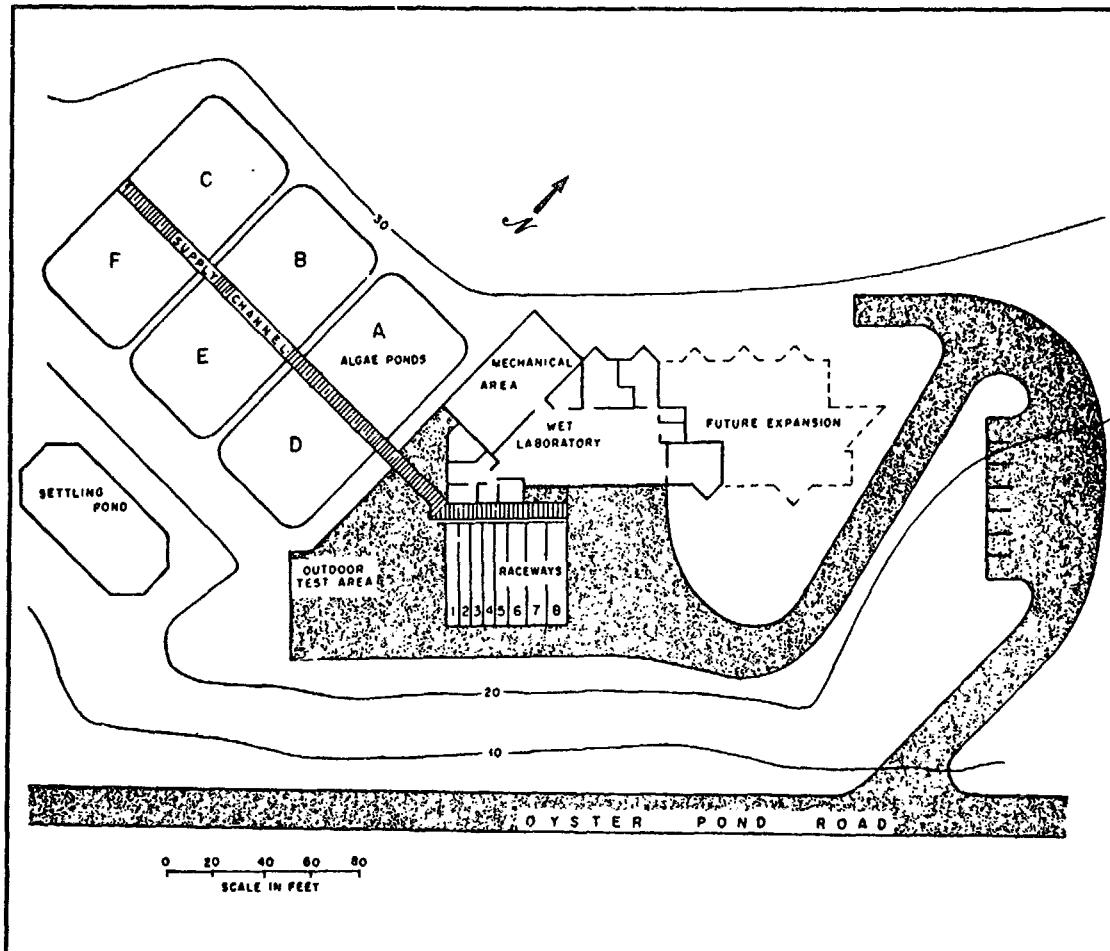 C
N
30
SUPPLY CHANNEL
F
B
A
ALGAE PONDS
E
MECHANICAL
AREA
WET
LABORATORY
FUTURE EXPANSION
D
SETTLING
POND
OUTDOOR
TEST AREA
RACEWAYS
1 2 3 4 5 6 7 8
20
10
OYSTER POND ROAD
0 20 40 60 80
SCALE IN FEET